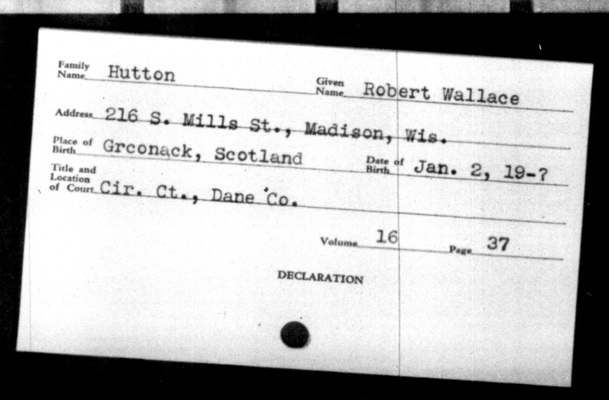 Family Name Hutton Given Name Robert Wallace
Address 216 S. Mills St., Madison, Wis.
Place of Birth Grconack, Scotland Date of Birth Jan. 2, 19-?
Title and Location of Court Cir. Ct., Dane Co.
Volume 16 Page 37
DECLARATION